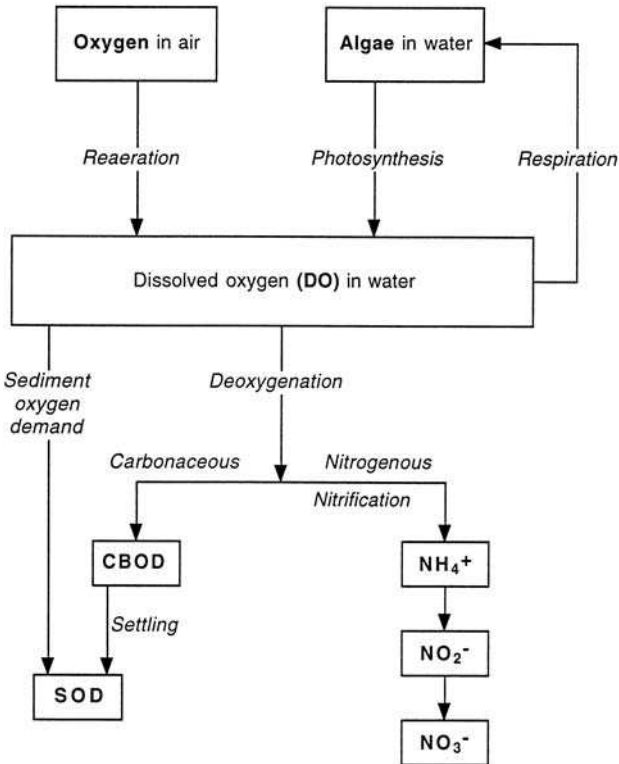 Oxygen in air
Algae in water
Reaeration
Photosynthesis
Respiration
Dissolved oxygen (DO) in water
Sediment
oxygen
demand
Deoxygenation
Carbonaceous
Nitrogenous
Nitrification
CBOD
NH₄⁺
Settling
NO₂⁻
SOD
NO₃⁻